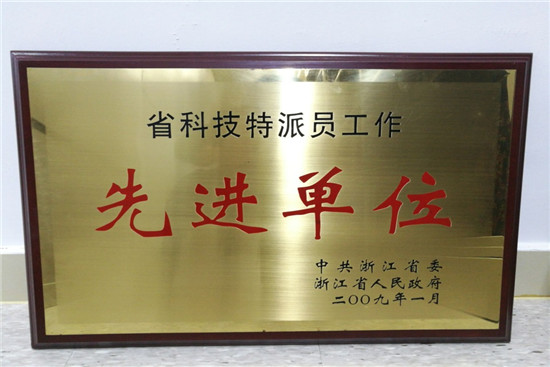 省科技特派员工作
先进单位
中共浙江省委
浙江省人民政府
二〇〇九年一月